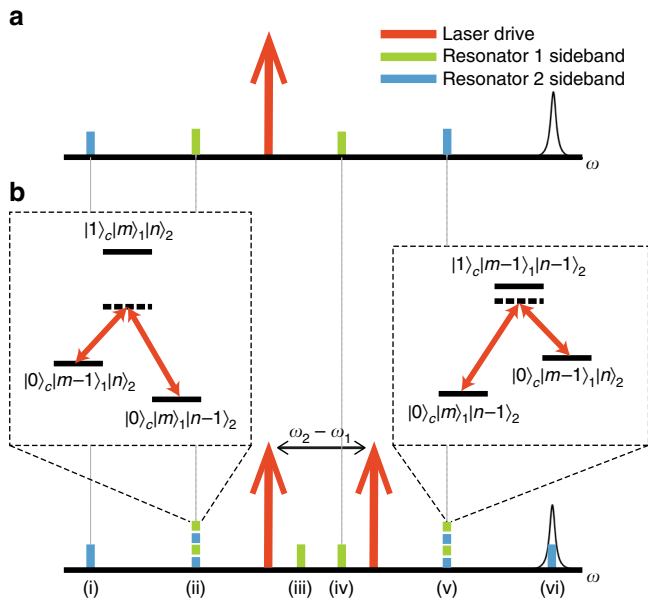 a
Laser drive
Resonator 1 sideband
Resonator 2 sideband
ω
b
|1⟩c|m⟩1|n⟩2
|0⟩c|m−1⟩1|n⟩2
|0⟩c|m⟩1|n−1⟩2
|1⟩c|m−1⟩1|n−1⟩2
|0⟩c|m−1⟩1|n⟩2
|0⟩c|m⟩1|n−1⟩2
ω2 − ω1
ω
(i) (ii) (iii) (iv) (v) (vi)